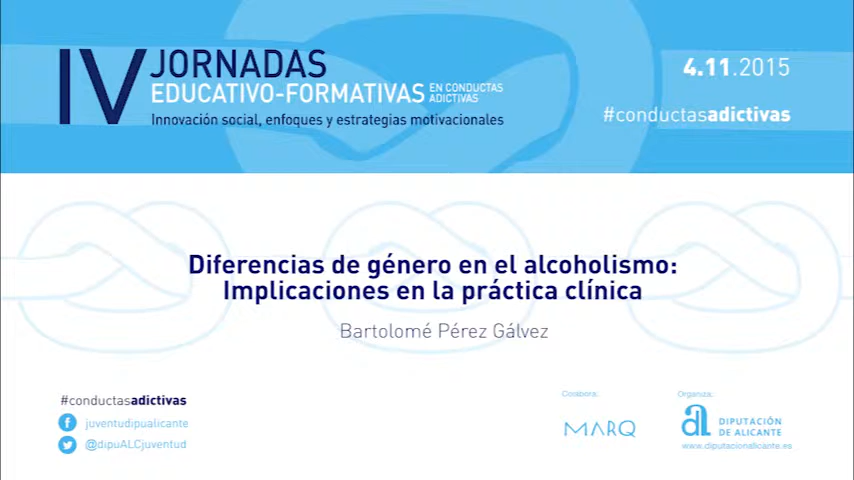 IV JORNADAS
EDUCATIVO-FORMATIVAS EN CONDUCTAS ADICTIVAS
Innovación social, enfoques y estrategias motivacionales
4.11.2015
#conductasadictivas
Diferencias de género en el alcoholismo:
Implicaciones en la práctica clínica
Bartolomé Pérez Gálvez
#conductasadictivas
juventudipualicante
@dipuALCjuventud
Colabora:
MARQ
Organiza:
DIPUTACIÓN
DE ALICANTE
www.diputacionalicante.es